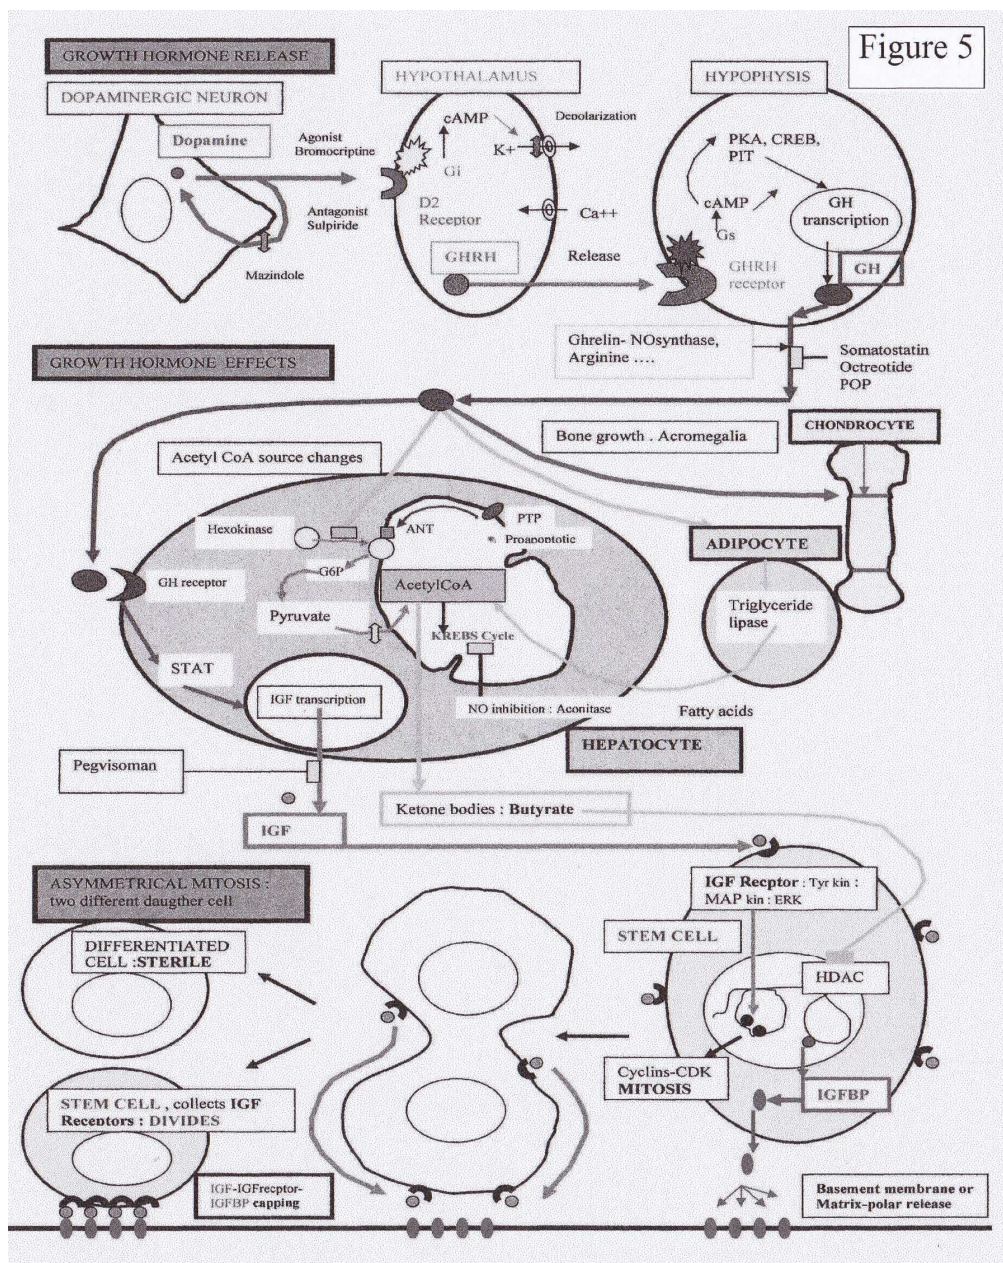 Figure 5
GROWTH HORMONE RELEASE
DOPAMINERGIC NEURON
Dopamine
Agonist
Bromocriptine
Antagonist
Sulpiride
Mazindole
HYPOTHALAMUS
cAMP
Gi
K+
Depolarization
D2
Receptor
Ca++
GHRH
Release
HYPOPHYSIS
PKA, CREB,
PIT
cAMP
Gs
GH
transcription
GHRH
receptor
GH
Ghrelin- NOsynthase,
Arginine ....
Somatostatin
Octreotide
POP
GROWTH HORMONE EFFECTS
Bone growth . Acromegalia
CHONDROCYTE
Acetyl CoA source changes
Hexokinase
ANT
PTP
Proapoptotic
G6P
GH receptor
AcetylCoA
Pyruvate
KREBS Cycle
ADIPOCYTE
Triglyceride
lipase
STAT
IGF transcription
NO inhibition : Aconitase
Fatty acids
HEPATOCYTE
Pegvisoman
Ketone bodies : Butyrate
IGF
ASYMMETRICAL MITOSIS :
two different daugther cell
IGF Recptor : Tyr kin :
MAP kin : ERK
STEM CELL
HDAC
DIFFERENTIATED
CELL :STERILE
Cyclins-CDK
MITOSIS
IGFBP
STEM CELL , collects IGF
Receptors : DIVIDES
IGF-IGFrecptor-
IGFBP capping
Basement membrane or
Matrix-polar release